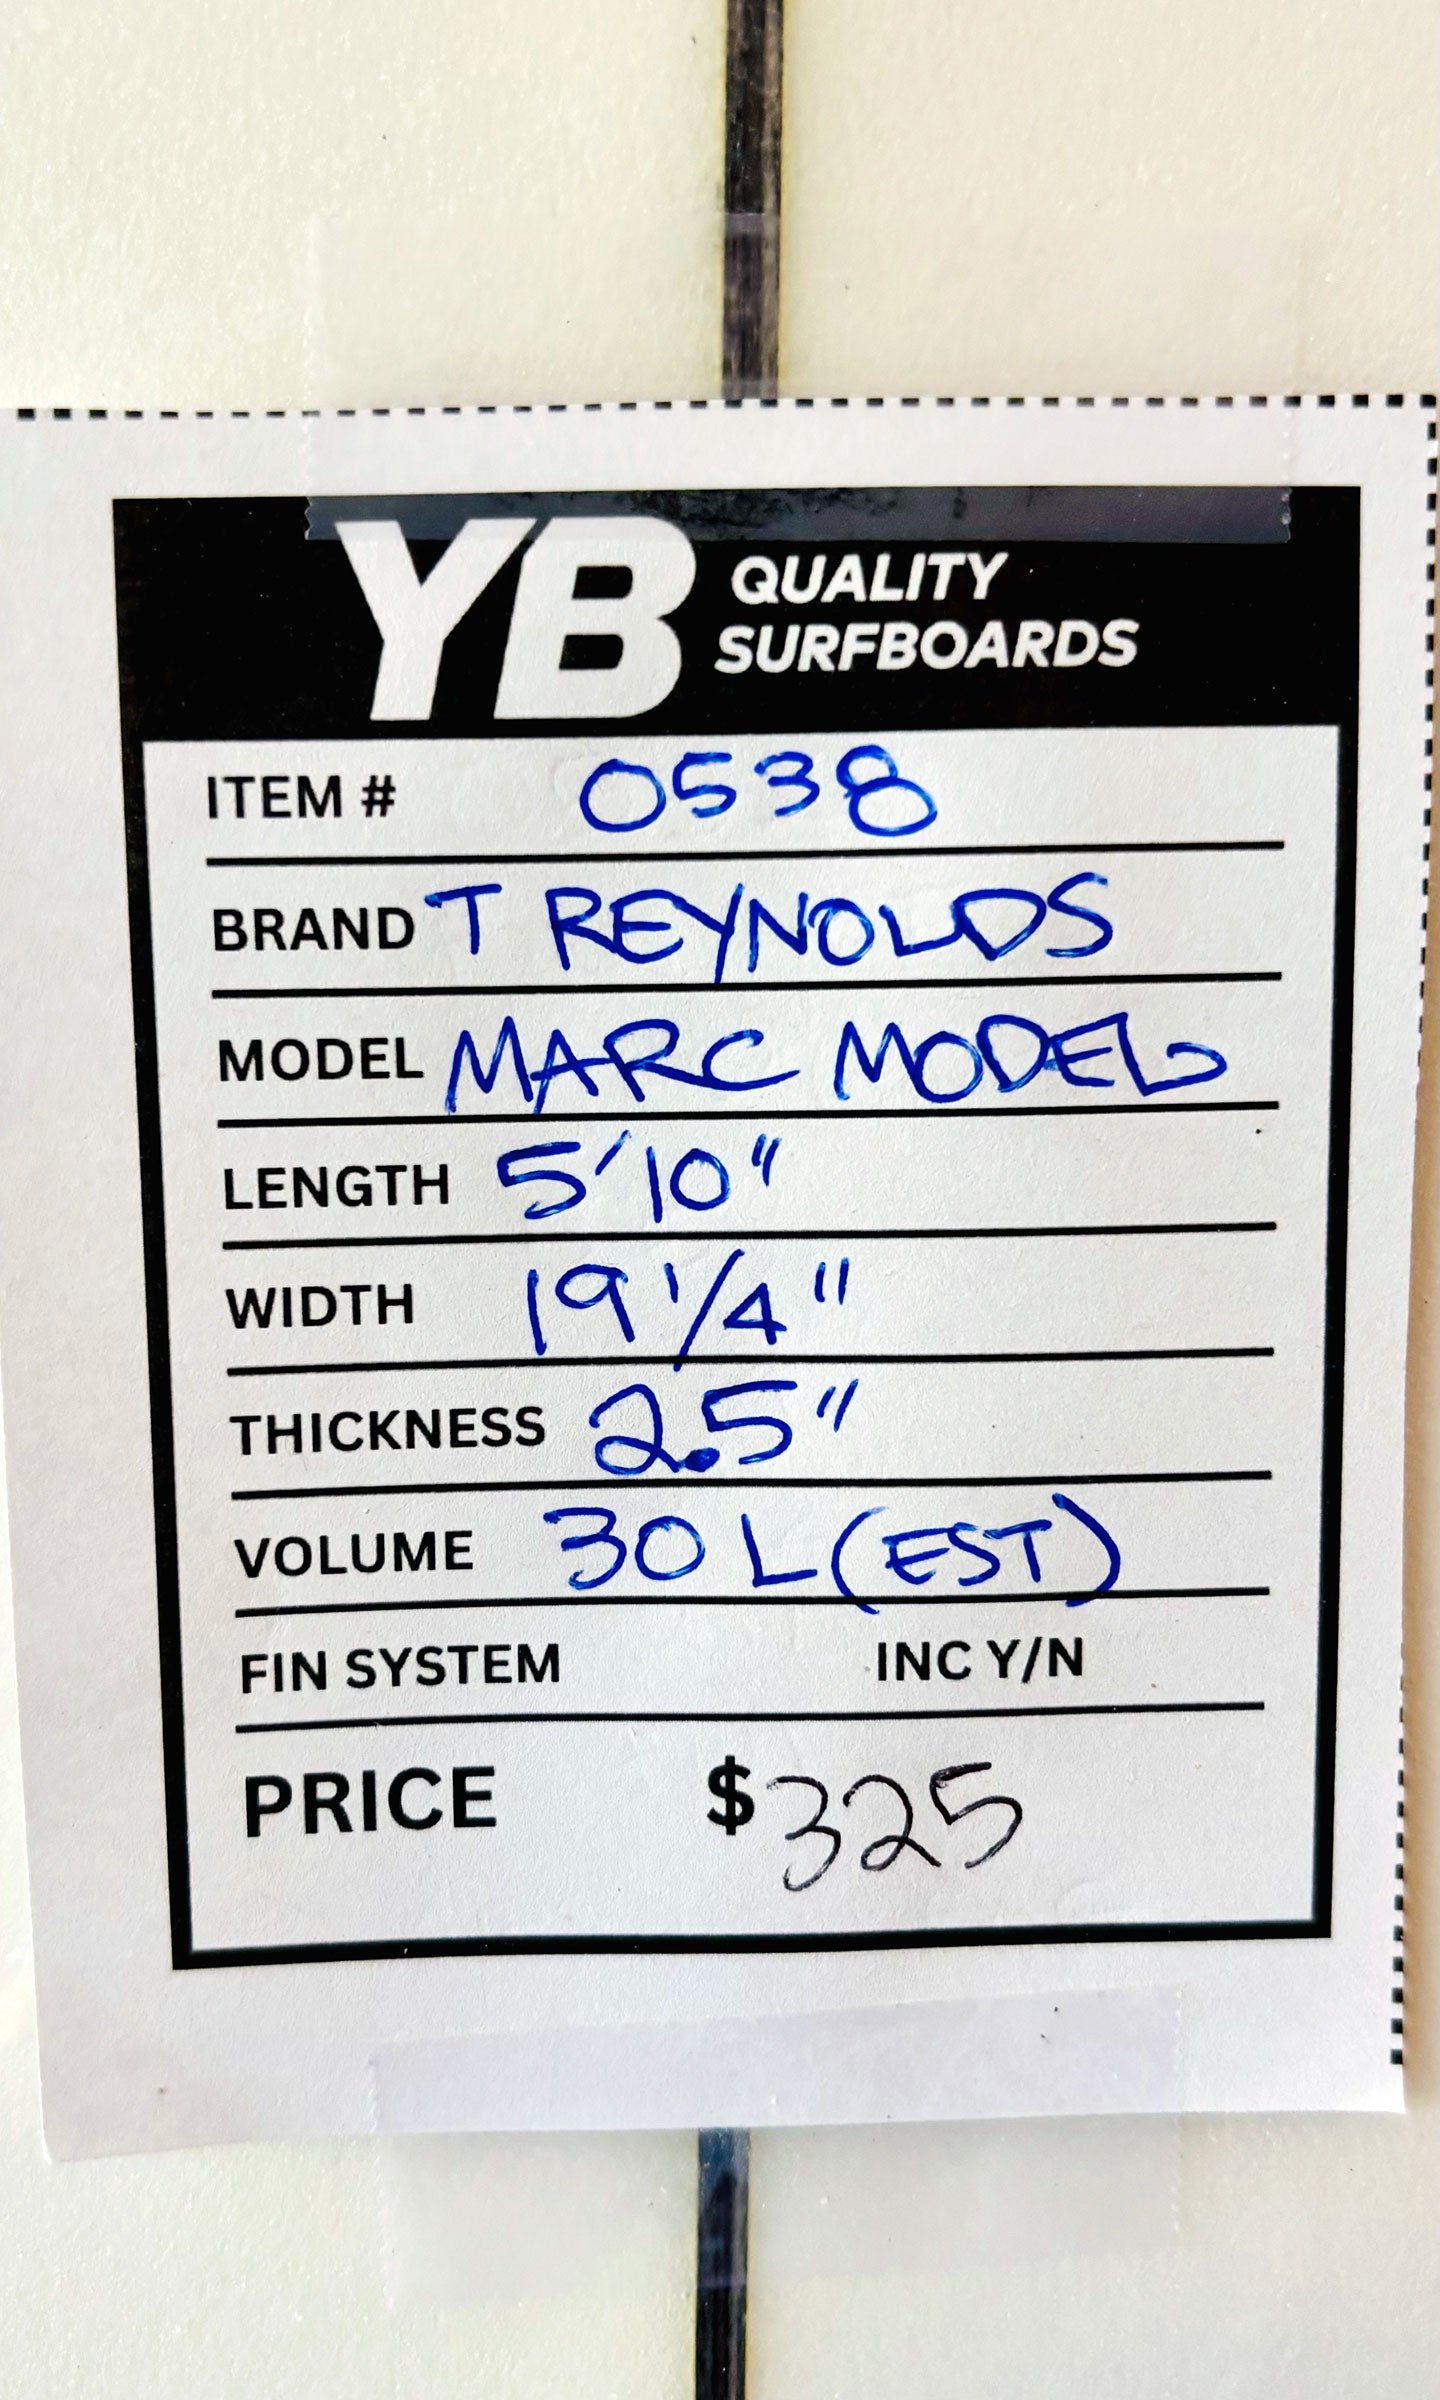 YB QUALITY
SURFBOARDS
ITEM # 0538
BRAND T REYNOLDS
MODEL MARC MODEL
LENGTH 5'10"
WIDTH 19 1/4"
THICKNESS 2.5"
VOLUME 30 L (EST)
FIN SYSTEM INC Y/N
PRICE $325